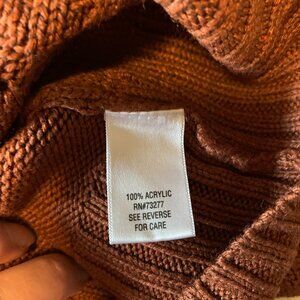 100% ACRYLIC
RN#73277
SEE REVERSE
FOR CARE